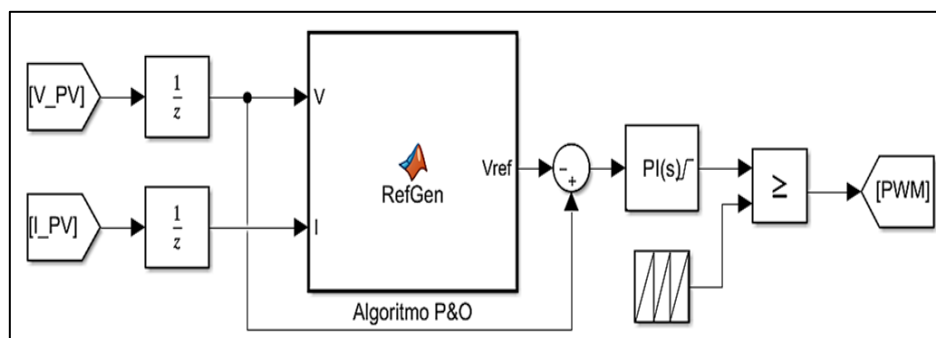 [V_PV]
1
z
V
RefGen
Vref
-
+
PI(s)
≥
[PWM]
[I_PV]
1
z
I
Algoritmo P&O